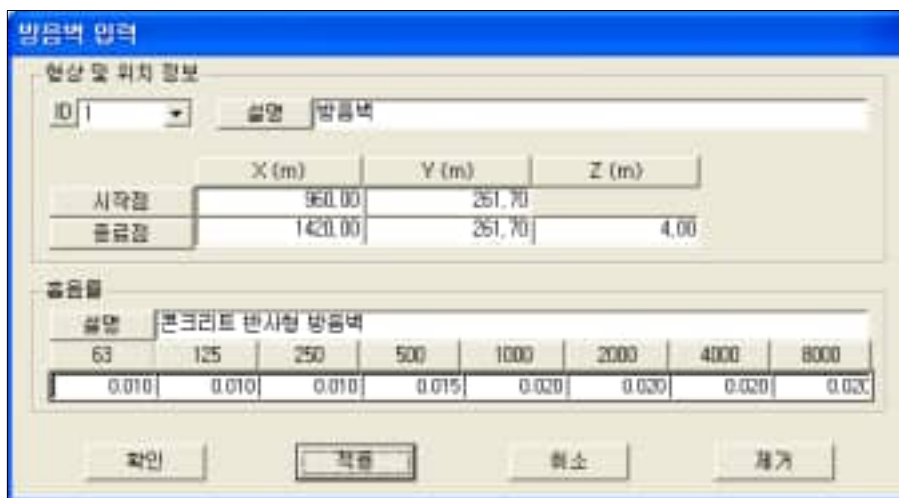 방음벽 입력
형상 및 위치 정보
ID 1 설명 방음벽
X (m) Y (m) Z (m)
시작점 960.00 261.70
종료점 1420.00 261.70 4.00
흡음률
설명 콘크리트 반사형 방음벽
63 125 250 500 1000 2000 4000 8000
0.010 0.010 0.010 0.015 0.020 0.020 0.020 0.020
확인 적용 취소 제거